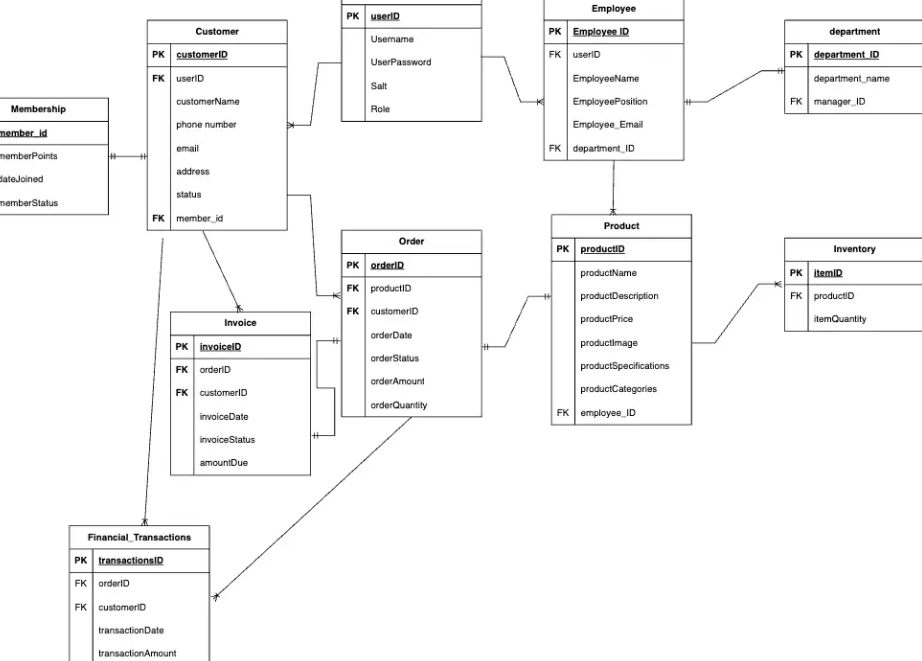 Customer
PK customerID
FK userID
customerName
phone number
email
address
status
FK member_id
Membership
member_id
memberPoints
dateJoined
memberStatus
PK userID
Username
UserPassword
Salt
Role
Employee
PK Employee ID
FK userID
EmployeeName
EmployeePosition
Employee_Email
FK department_ID
department
PK department_ID
department_name
FK manager_ID
Order
PK orderID
FK productID
FK customerID
orderDate
orderStatus
orderAmount
orderQuantity
Product
PK productID
productName
productDescription
productPrice
productImage
productSpecifications
productCategories
FK employee_ID
Inventory
PK itemID
FK productID
itemQuantity
Invoice
PK invoiceID
FK orderID
FK customerID
invoiceDate
invoiceStatus
amountDue
Financial_Transactions
PK transactionsID
FK orderID
FK customerID
transactionDate
transactionAmount